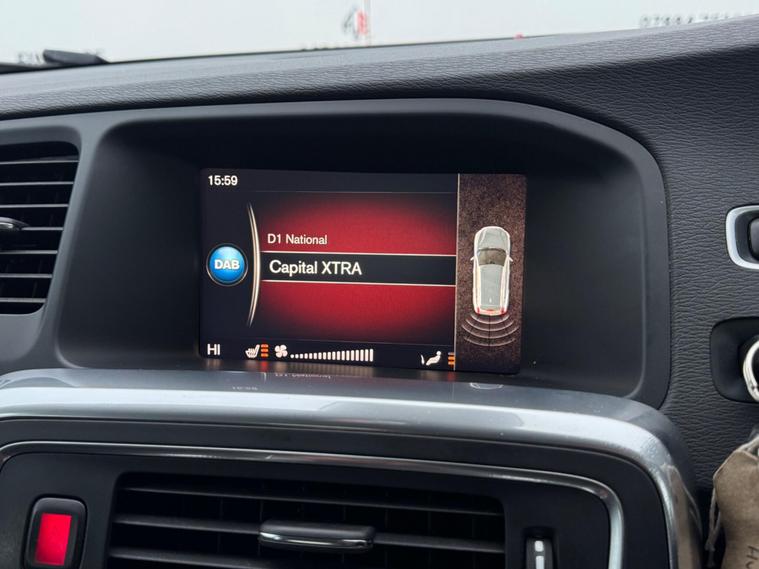 15:59
D1 National
DAB
Capital XTRA
HI